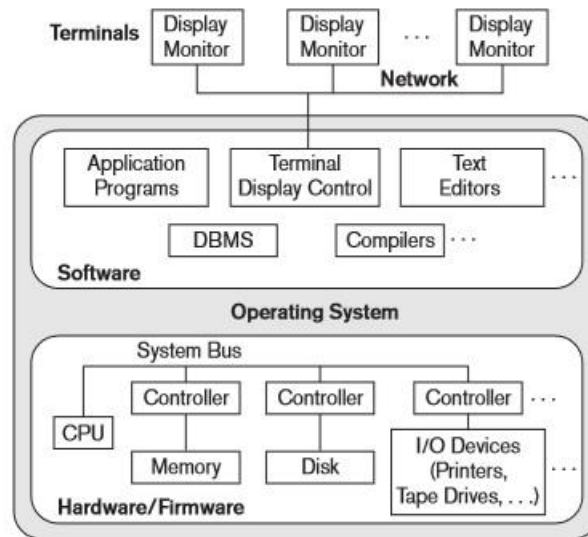 Terminals
Display Monitor
Display Monitor
. . .
Display Monitor
Network
Application Programs
Terminal Display Control
Text Editors
. . .
DBMS
Compilers
. . .
Software
Operating System
System Bus
Controller
Controller
Controller
. . .
CPU
Memory
Disk
I/O Devices
(Printers,
Tape Drives, . . .)
. . .
Hardware/Firmware